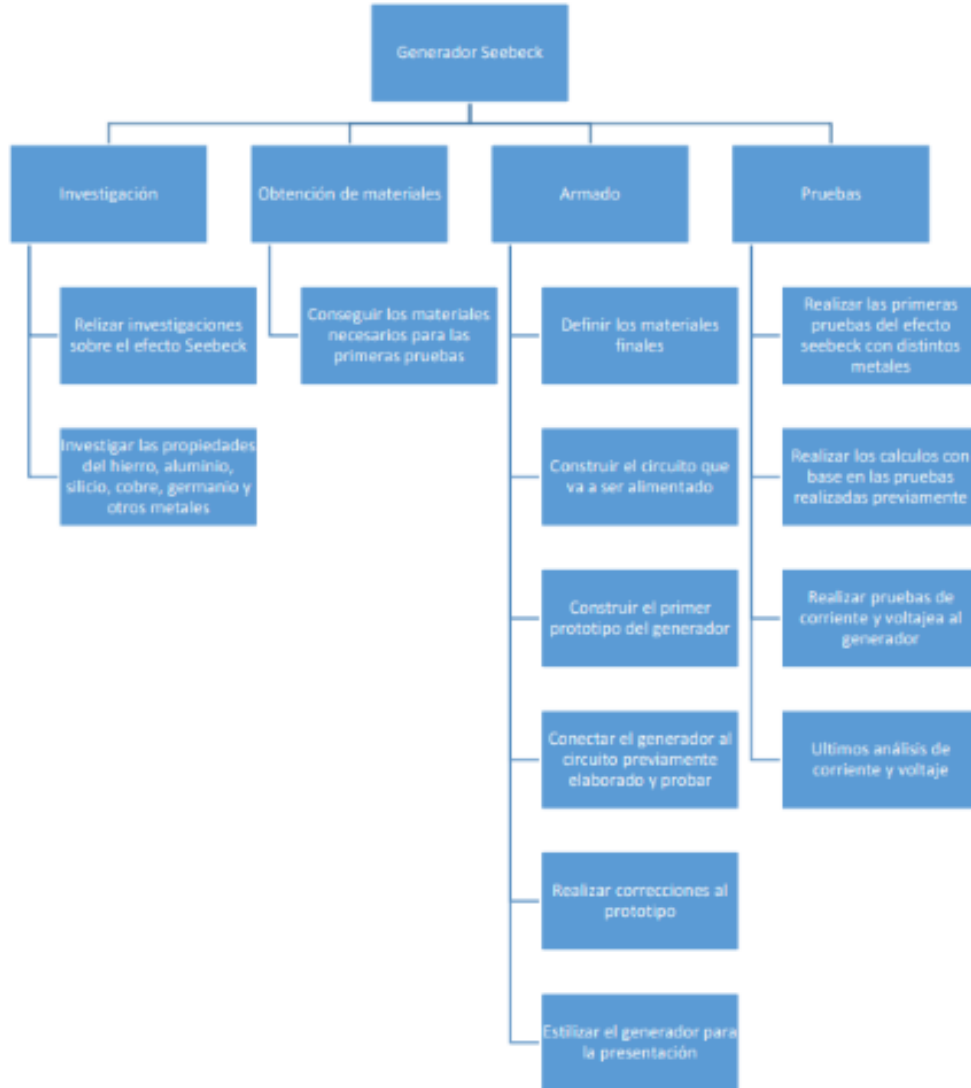 Generador Seebeck
Investigación
Obtención de materiales
Armado
Pruebas
Relizar investigaciones
sobre el efecto Seebeck
Investigar las propiedades
del hierro, aluminio,
silicio, cobre, germanio y
otros metales
Conseguir los materiales
necesarios para las
primeras pruebas
Definir los materiales
finales
Construir el circuito que
va a ser alimentado
Construir el primer
prototipo del generador
Conectar el generador al
circuito previamente
elaborado y probar
Realizar correcciones al
prototipo
Estilizar el generador para
la presentación
Realizar las primeras
pruebas del efecto
seebeck con distintos
metales
Realizar los calculos con
base en las pruebas
realizadas previamente
Realizar pruebas de
corriente y voltajea al
generador
Ultimos análisis de
corriente y voltaje